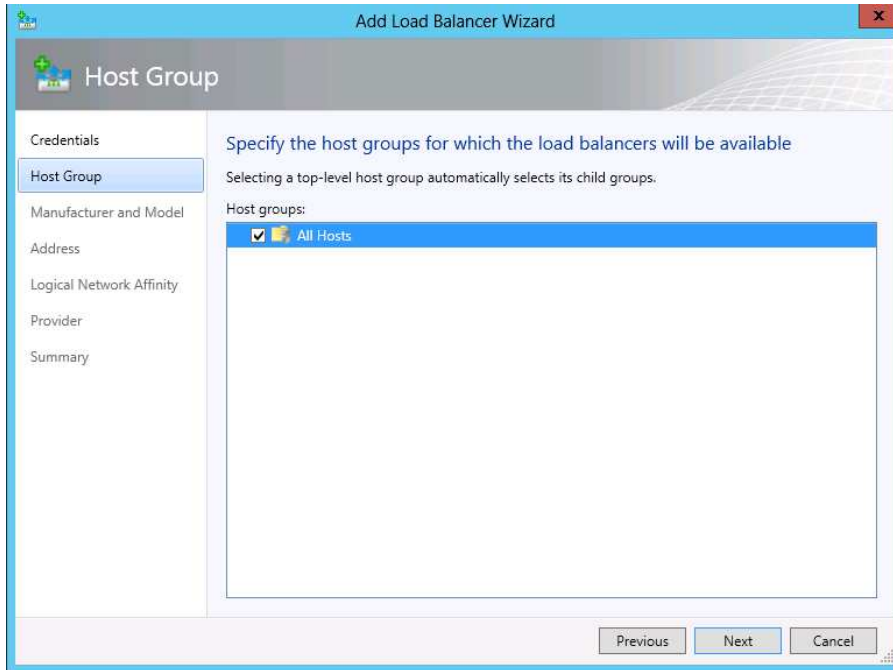 Add Load Balancer Wizard
x
Host Group
Credentials
Host Group
Manufacturer and Model
Address
Logical Network Affinity
Provider
Summary
Specify the host groups for which the load balancers will be available
Selecting a top-level host group automatically selects its child groups.
Host groups:
All Hosts
Previous
Next
Cancel